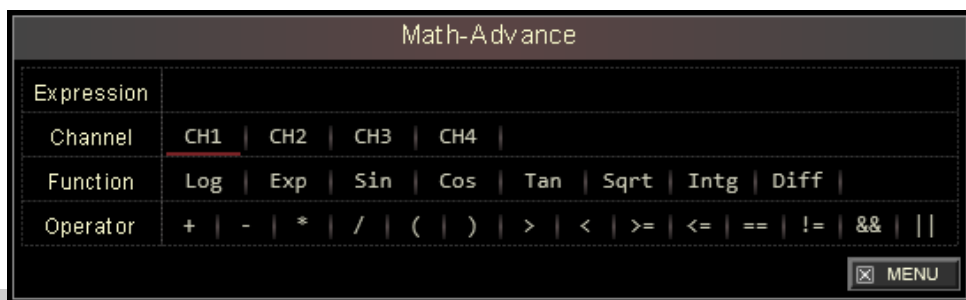 Math-Advance
Expression
Channel CH1 CH2 CH3 CH4
Function Log Exp Sin Cos Tan Sqrt Intg Diff
Operator + - * / ( ) > < >= <= == != && ||
MENU